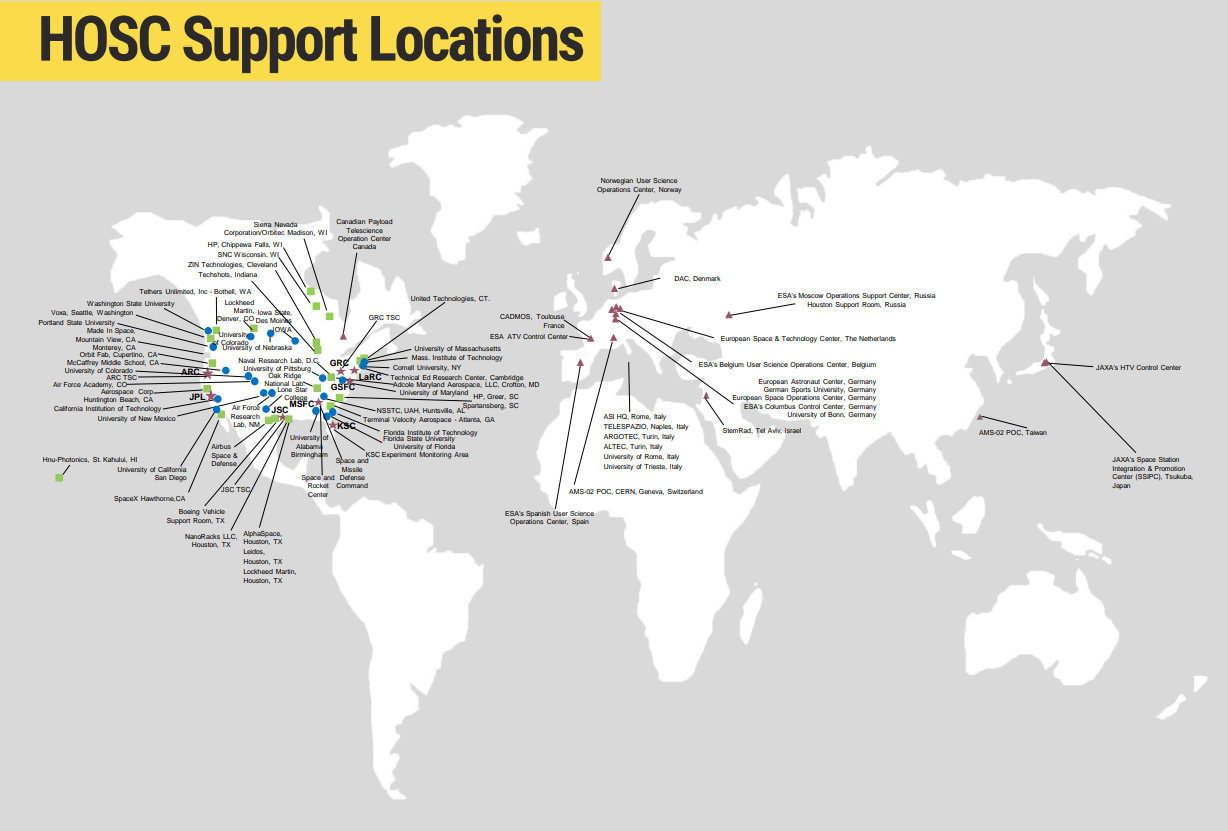 HOSC Support Locations
Norwegian User Science
Operations Center, Norway
Sierra Nevada
Corporation/Orbitec Madison, WI
Canadian Payload
Telescience
Operation Center
Canada
HP, Chippewa Falls, WI
SNC Wisconsin, WI
ZIN Technologies, Cleveland
Techshots, Indiana
DAC, Denmark
Tethers Unlimited, Inc - Bothell, WA
United Technologies, CT.
ESA's Moscow Operations Support Center, Russia
Houston Support Room, Russia
Washington State University
Voxa, Seattle, Washington
Portland State University
Made In Space,
Mountain View, CA
Monterey, CA
Orbit Fab, Cupertino, CA
McCaffrey Middle School, CA
University of Colorado
ARC TSC
Air Force Academy, CO
Aerospace Corp
Huntington Beach, CA
California Institution of Technology
University of New Mexico
Lockheed
Martin,
Denver, CO
Iowa State,
Des Moines
IOWA
University
of Colorado
University of Nebraska
GRC TSC
CADMOS, Toulouse
France
ESA ATV Control Center
European Space & Technology Center, The Netherlands
Naval Research Lab, D.C.
University of Pittsburg
Oak Ridge
National Lab
Lone Star
College
ARC
JPL
GRC
LaRC
GSFC
MSFC
JSC
KSC
University of Massachusetts
Mass. Institute of Technology
Cornell University, NY
Technical Ed Research Center, Cambridge
Adcole Maryland Aerospace, LLC, Crofton, MD
University of Maryland
HP, Greer, SC
Spartansberg, SC
NSSTC, UAH, Huntsville, AL
Terminal Velocity Aerospace - Atlanta, GA
Florida Institute of Technology
Florida State University
University of Florida
KSC Experiment Monitoring Area
ESA's Belgium User Science Operations Center, Belgium
JAXA's HTV Control Center
European Astronaut Center, Germany
German Sports University, Germany
European Space Operations Center, Germany
ESA's Columbus Control Center, Germany
University of Bonn, Germany
Air Force
Research
Lab, NM
ASI HQ, Rome, Italy
TELESPAZIO, Naples, Italy
ARGOTEC, Turin, Italy
ALTEC, Turin, Italy
University of Rome, Italy
University of Trieste, Italy
StemRad, Tel Aviv, Israel
AMS-02 POC, Taiwan
Hnu-Photonics, St. Kahului, HI
University of California
San Diego
Airbus
Space &
Defense
University of
Alabama
Birmingham
Space and
Missile
Defense
Command
Space and
Rocket
Center
JAXA's Space Station
Integration & Promotion
Center (SSIPC), Tsukuba,
Japan
SpaceX Hawthorne,CA
JSC TSC
AMS-02 POC, CERN, Geneva, Switzerland
Boeing Vehicle
Support Room, TX
ESA's Spanish User Science
Operations Center, Spain
NanoRacks LLC,
Houston, TX
AlphaSpace,
Houston, TX
Leidos,
Houston, TX
Lockheed Martin,
Houston, TX